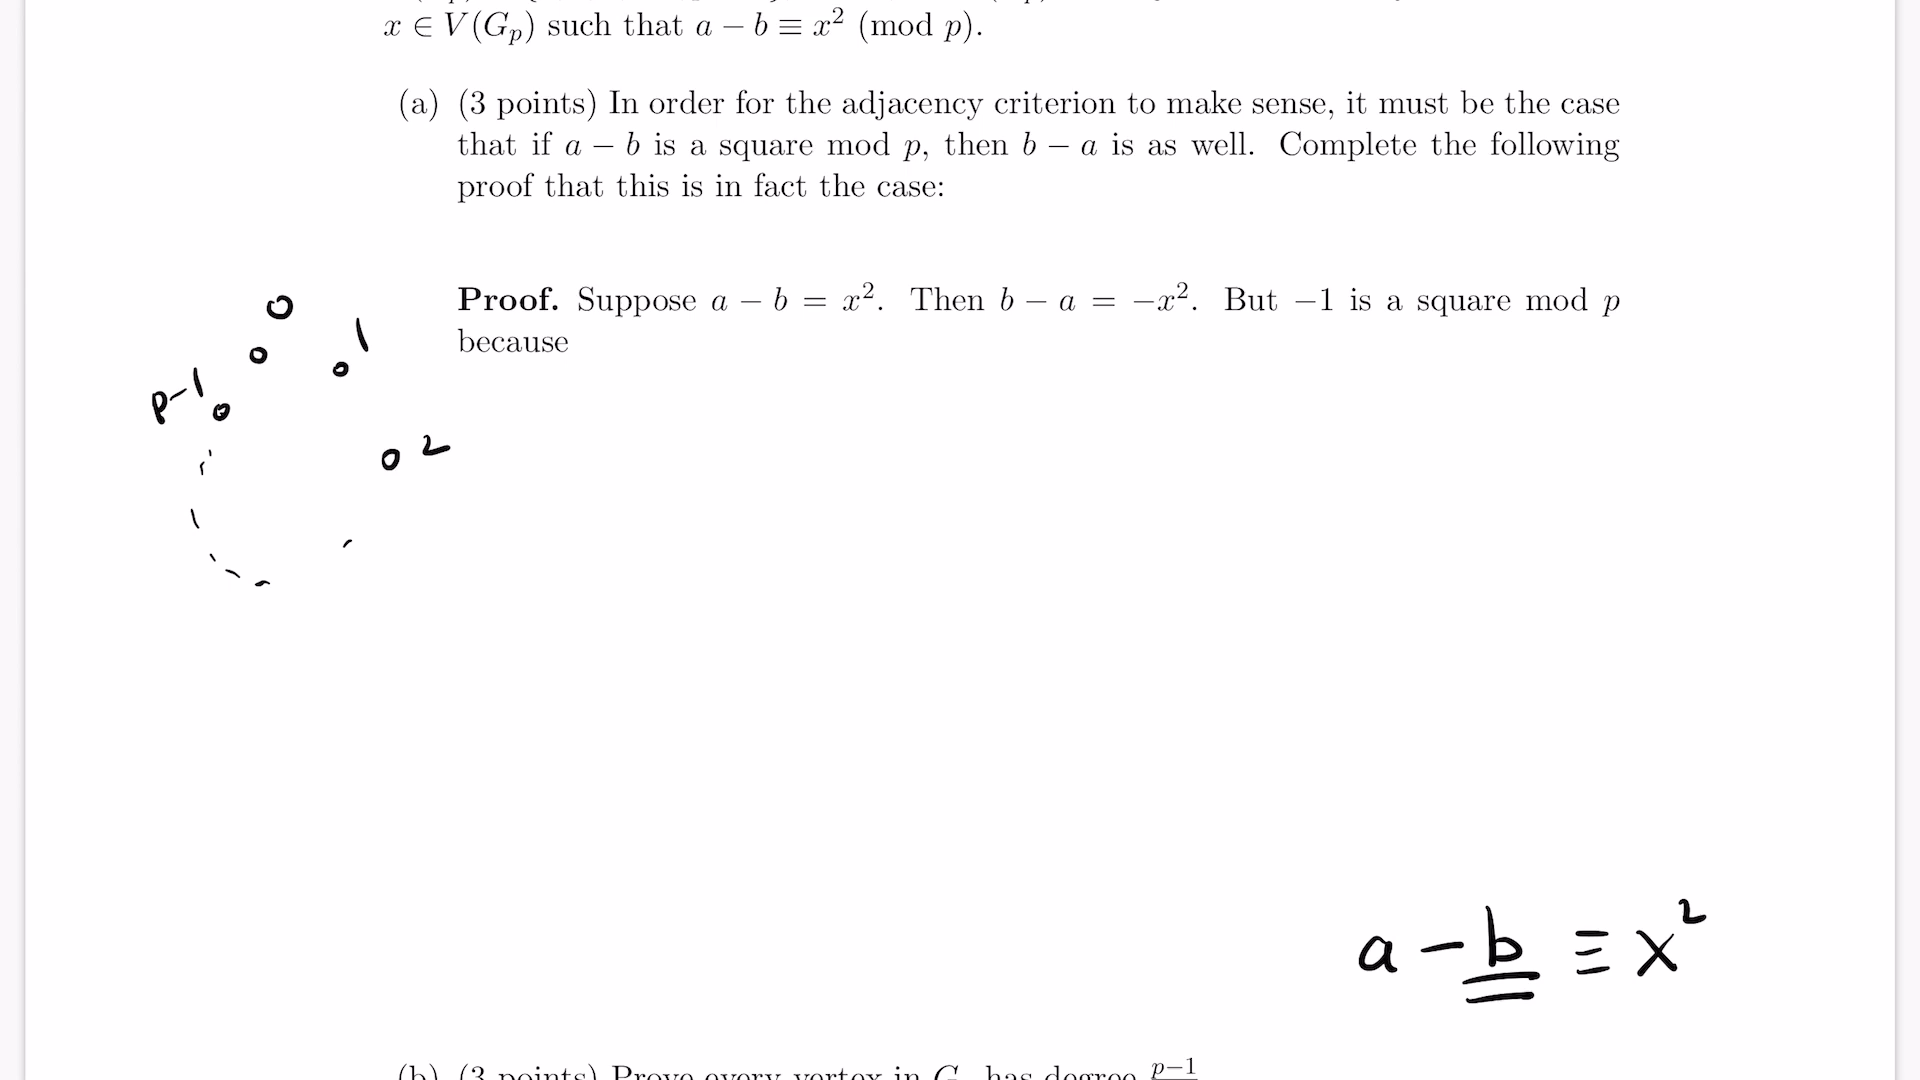 x ∈ V(Gₚ) such that a − b ≡ x² (mod p).
(a) (3 points) In order for the adjacency criterion to make sense, it must be the case
that if a − b is a square mod p, then b − a is as well. Complete the following
proof that this is in fact the case:
Proof. Suppose a − b = x². Then b − a = −x². But −1 is a square mod p
because
0
1
p-1
2
a - b ≡ x²
(b) (3 points) Prove every vertex in G has degree p−1